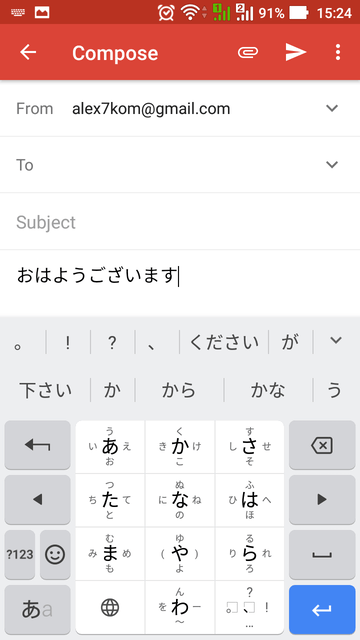 91% 15:24
Compose
From alex7kom@gmail.com
To
Subject
おはようございます
。 ! ? 、 ください が
下さい か から かな う
う く す
い あ え き か け し さ せ
お こ そ
ぬ ふ
ち た て に な ね ひ は へ
つ と の ほ
む ゆ る
?123 み ま め ( や ) り ら れ
も よ ろ
ん ?
あa を わ ー 、 !
〜 …